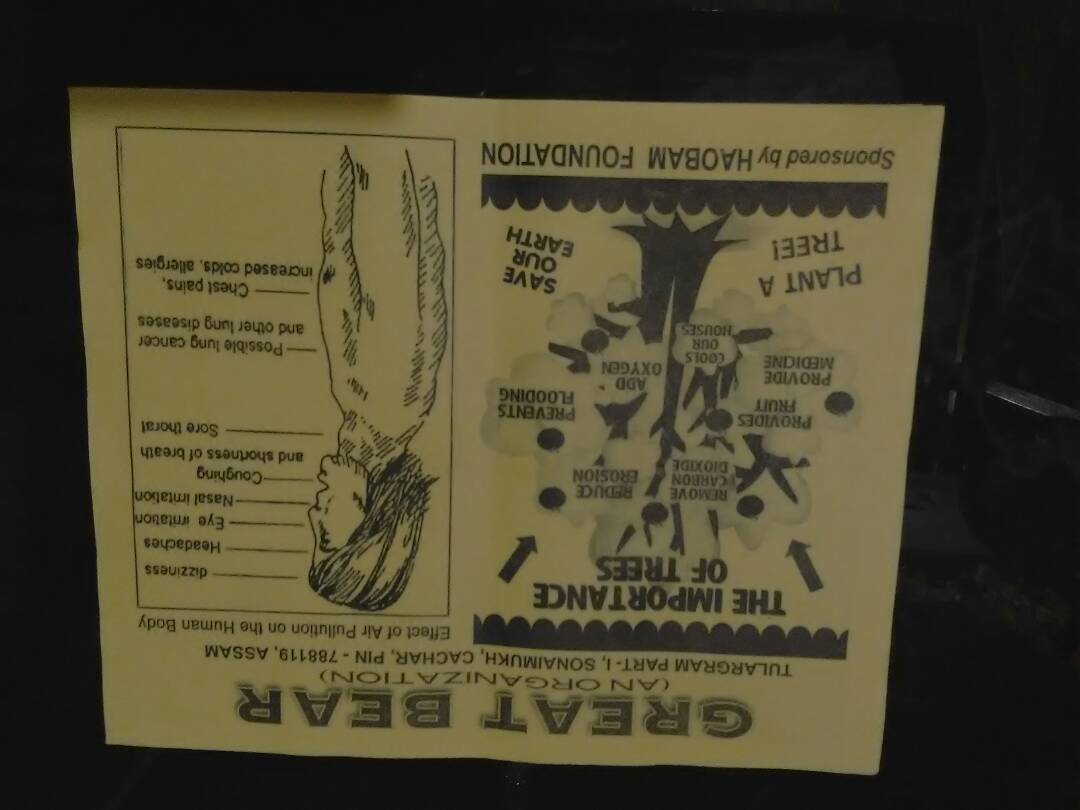 GREAT BEAR
(AN ORGANIZATION)
TULARGRAM PART-I, SONAIMUKH, CACHAR, PIN - 788119, ASSAM
THE IMPORTANCE
OF TREES
REMOVE
CARBON
DIOXIDE
REDUCE
EROSION
PROVIDES
FRUIT
PREVENTS
FLOODING
PROVIDE
MEDICINE
ADD
OXYGEN
COOLS
OUR
HOUSES
PLANT A
TREE!
SAVE
OUR
EARTH
Sponsored by HAOBAM FOUNDATION
Effect of Air Pullution on the Human Body
dizziness
Headaches
Eye irritation
Nasal irritation
Coughing
and shortness of breath
Sore thorat
Possible lung cancer
and other lung diseases
Chest pains,
increased colds, allergies